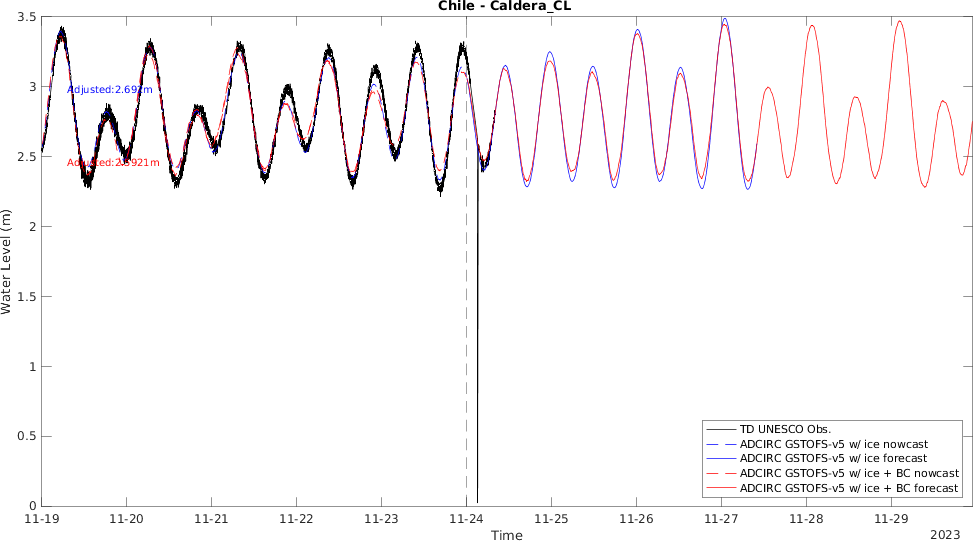 Chile - Caldera_CL
3.5
3
2.5
2
1.5
1
0.5
0
Water Level (m)
Adjusted:2.692m
TD UNESCO Obs.
ADCIRC GSTOFS-v5 w/ ice nowcast
ADCIRC GSTOFS-v5 w/ ice forecast
ADCIRC GSTOFS-v5 w/ ice + BC nowcast
ADCIRC GSTOFS-v5 w/ ice + BC forecast
11-19 11-20 11-21 11-22 11-23 11-24 11-25 11-26 11-27 11-28 11-29
Time
2023